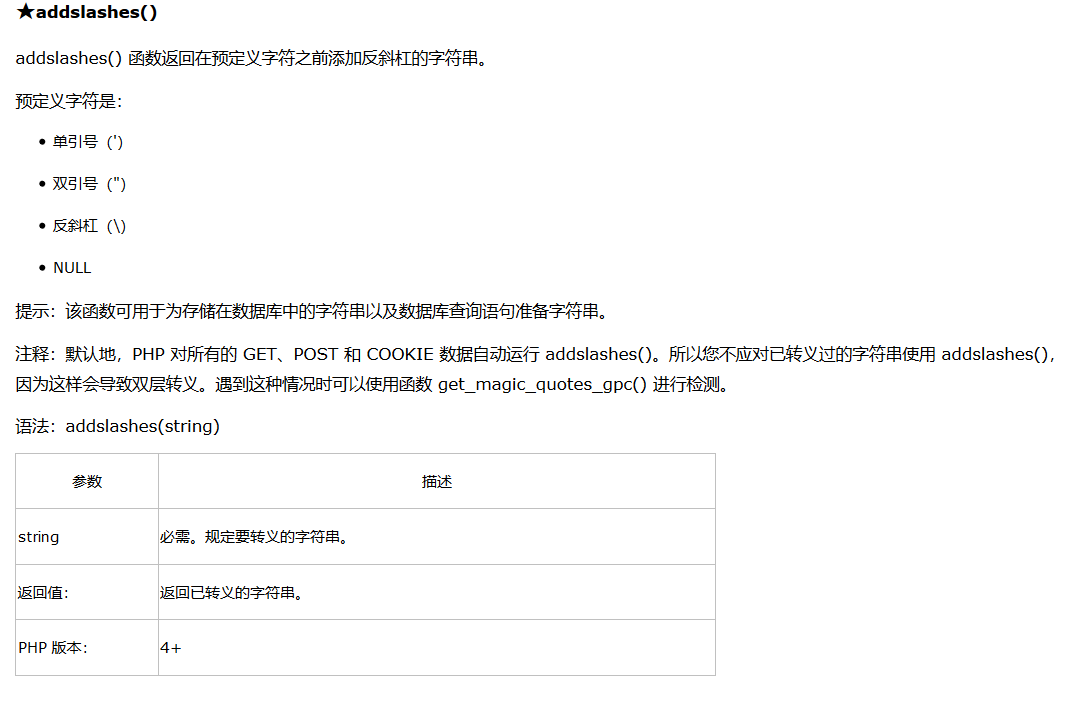 ★addslashes()
addslashes() 函数返回在预定义字符之前添加反斜杠的字符串。
预定义字符是：
• 单引号（'）
• 双引号（"）
• 反斜杠（\）
• NULL
提示：该函数可用于为存储在数据库中的字符串以及数据库查询语句准备字符串。
注释：默认地，PHP 对所有的 GET、POST 和 COOKIE 数据自动运行 addslashes()。所以您不应对已转义过的字符串使用 addslashes()，
因为这样会导致双层转义。遇到这种情况时可以使用函数 get_magic_quotes_gpc() 进行检测。
语法：addslashes(string)
参数 描述
string 必需。规定要转义的字符串。
返回值： 返回已转义的字符串。
PHP 版本： 4+